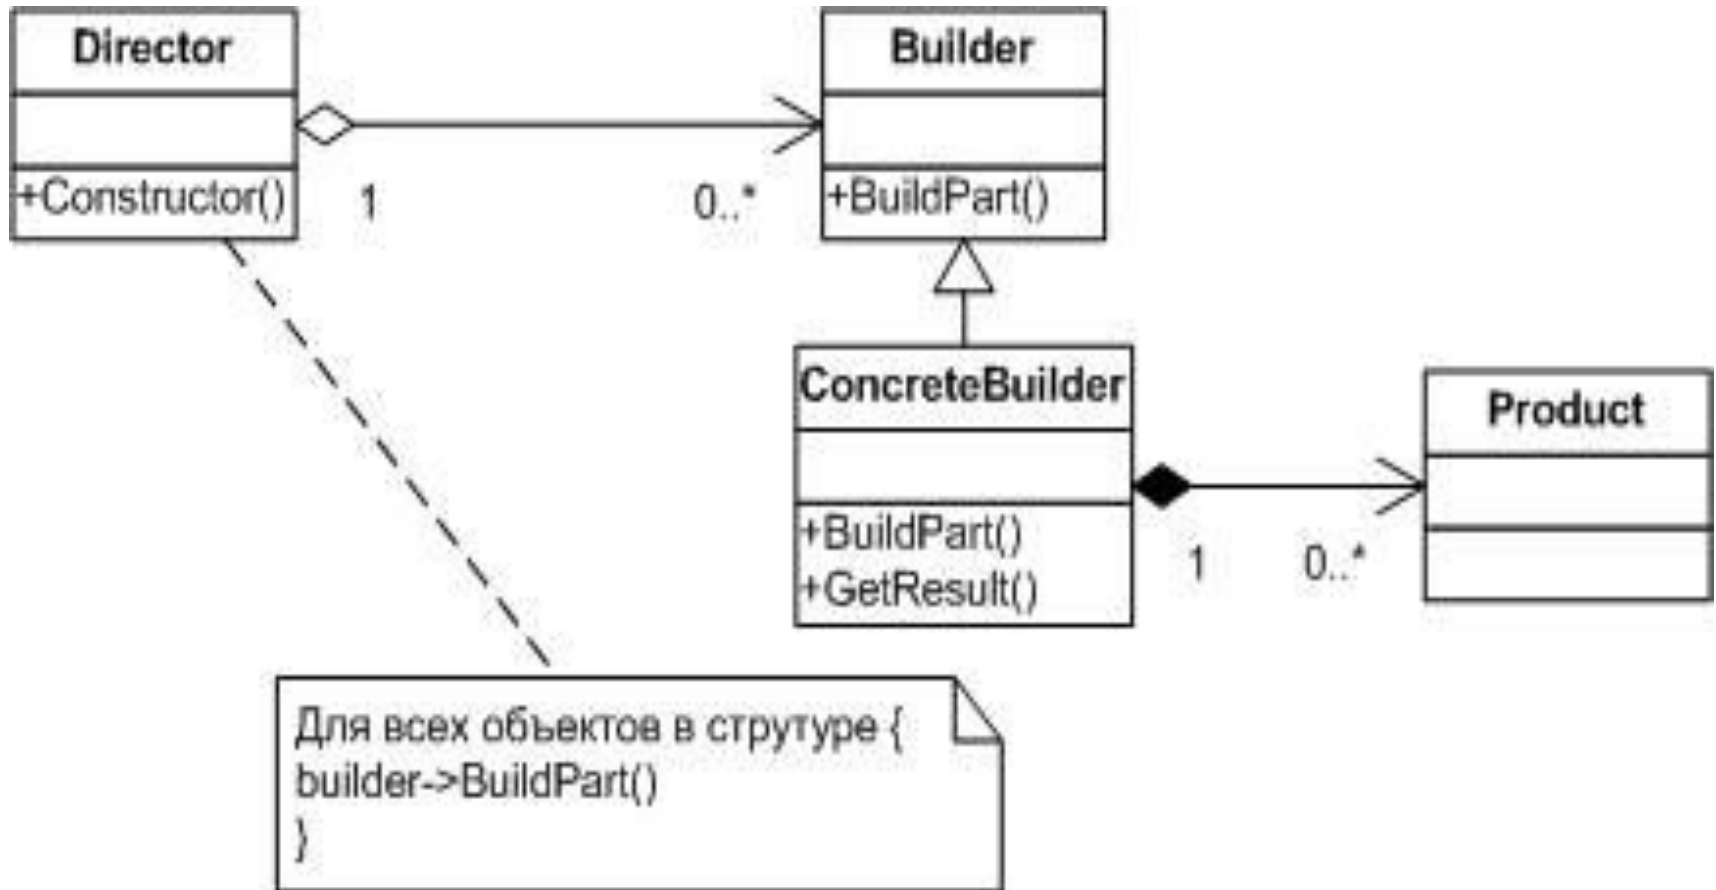 Director
+Constructor()
1
0..*
Builder
+BuildPart()
ConcreteBuilder
+BuildPart()
+GetResult()
1
0..*
Product
Для всех объектов в струтуре {
builder->BuildPart()
}